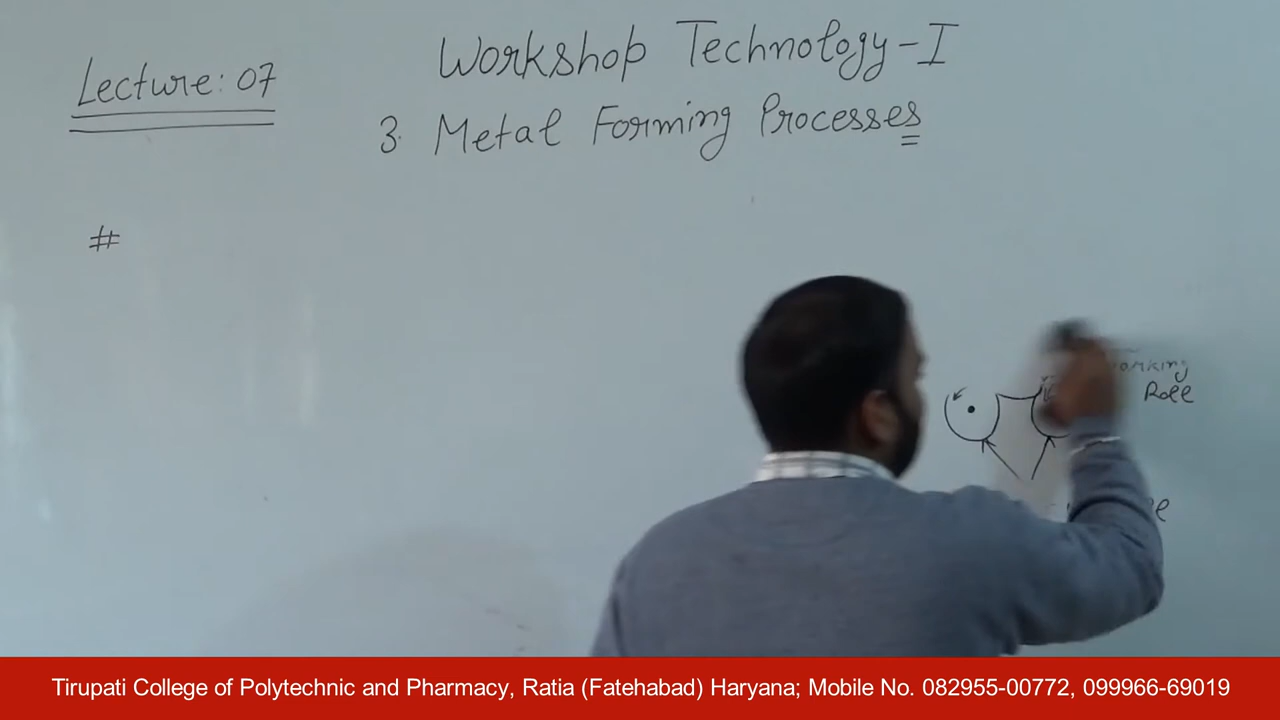 Workshop Technology-I
Lecture: 07
3. Metal Forming Processes
#
Roll
Tirupati College of Polytechnic and Pharmacy, Ratia (Fatehabad) Haryana; Mobile No. 082955-00772, 099966-69019